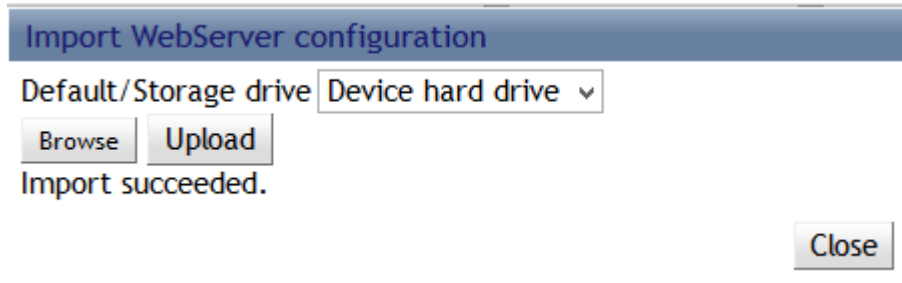 Import WebServer configuration
Default/Storage drive Device hard drive
Browse Upload
Import succeeded.
Close